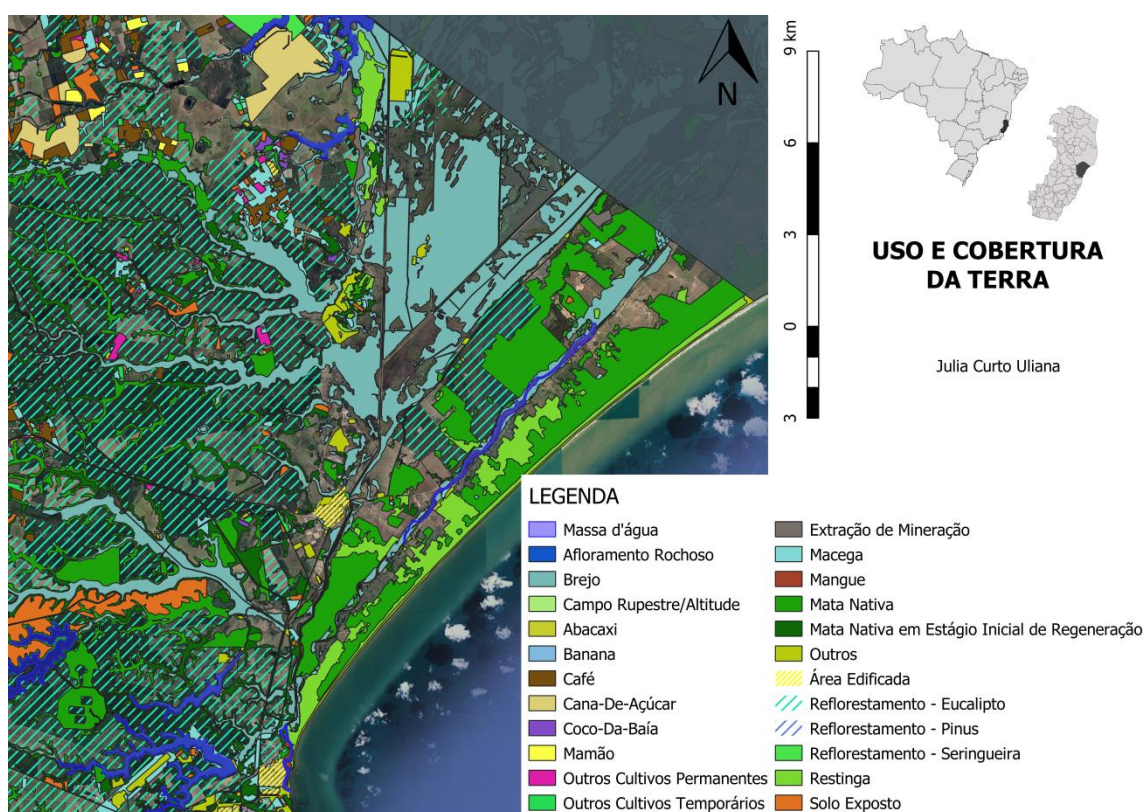 N
9 km
6
3
0
3
USO E COBERTURA
DA TERRA
Julia Curto Uliana
LEGENDA
Massa d'água
Afloramento Rochoso
Brejo
Campo Rupestre/Altitude
Abacaxi
Banana
Café
Cana-De-Açúcar
Coco-Da-Baía
Mamão
Outros Cultivos Permanentes
Outros Cultivos Temporários
Extração de Mineração
Macega
Mangue
Mata Nativa
Mata Nativa em Estágio Inicial de Regeneração
Outros
Área Edificada
Reflorestamento - Eucalipto
Reflorestamento - Pinus
Reflorestamento - Seringueira
Restinga
Solo Exposto